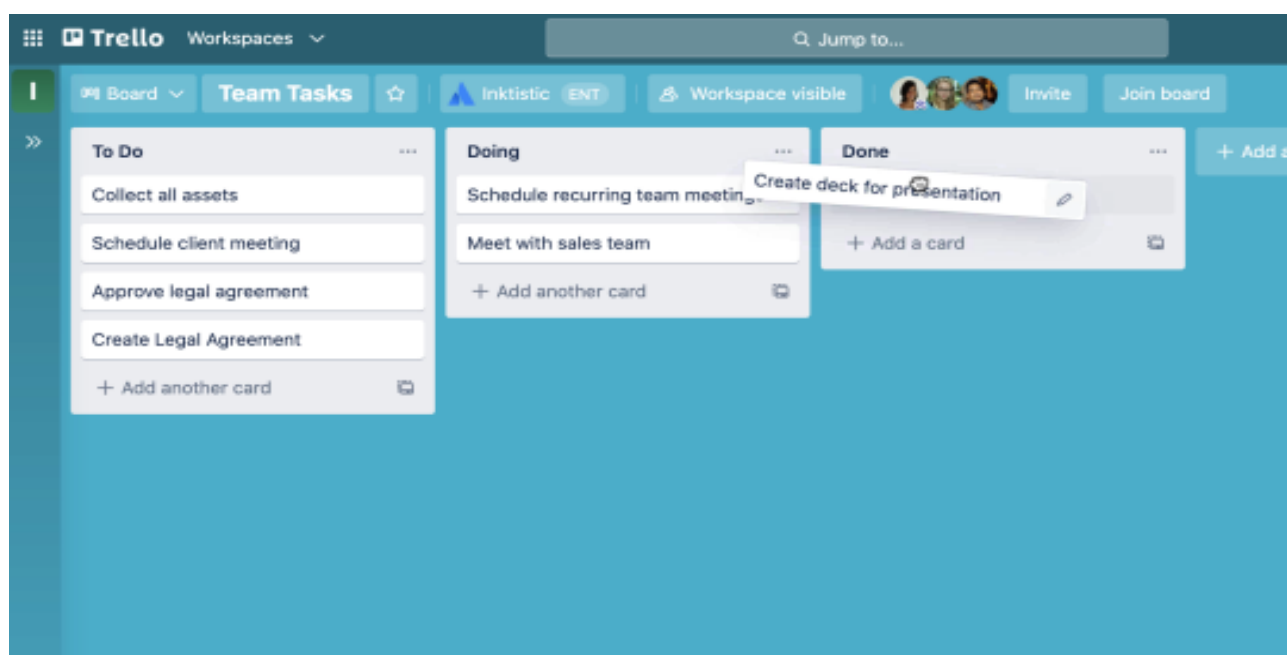 Trello Workspaces Jump to...
I Board Team Tasks Inktistic ENT Workspace visible Invite Join board
To Do
Collect all assets
Schedule client meeting
Approve legal agreement
Create Legal Agreement
+ Add another card
Doing
Schedule recurring team meeting
Meet with sales team
+ Add another card
Done
Create deck for presentation
+ Add a card
+ Add